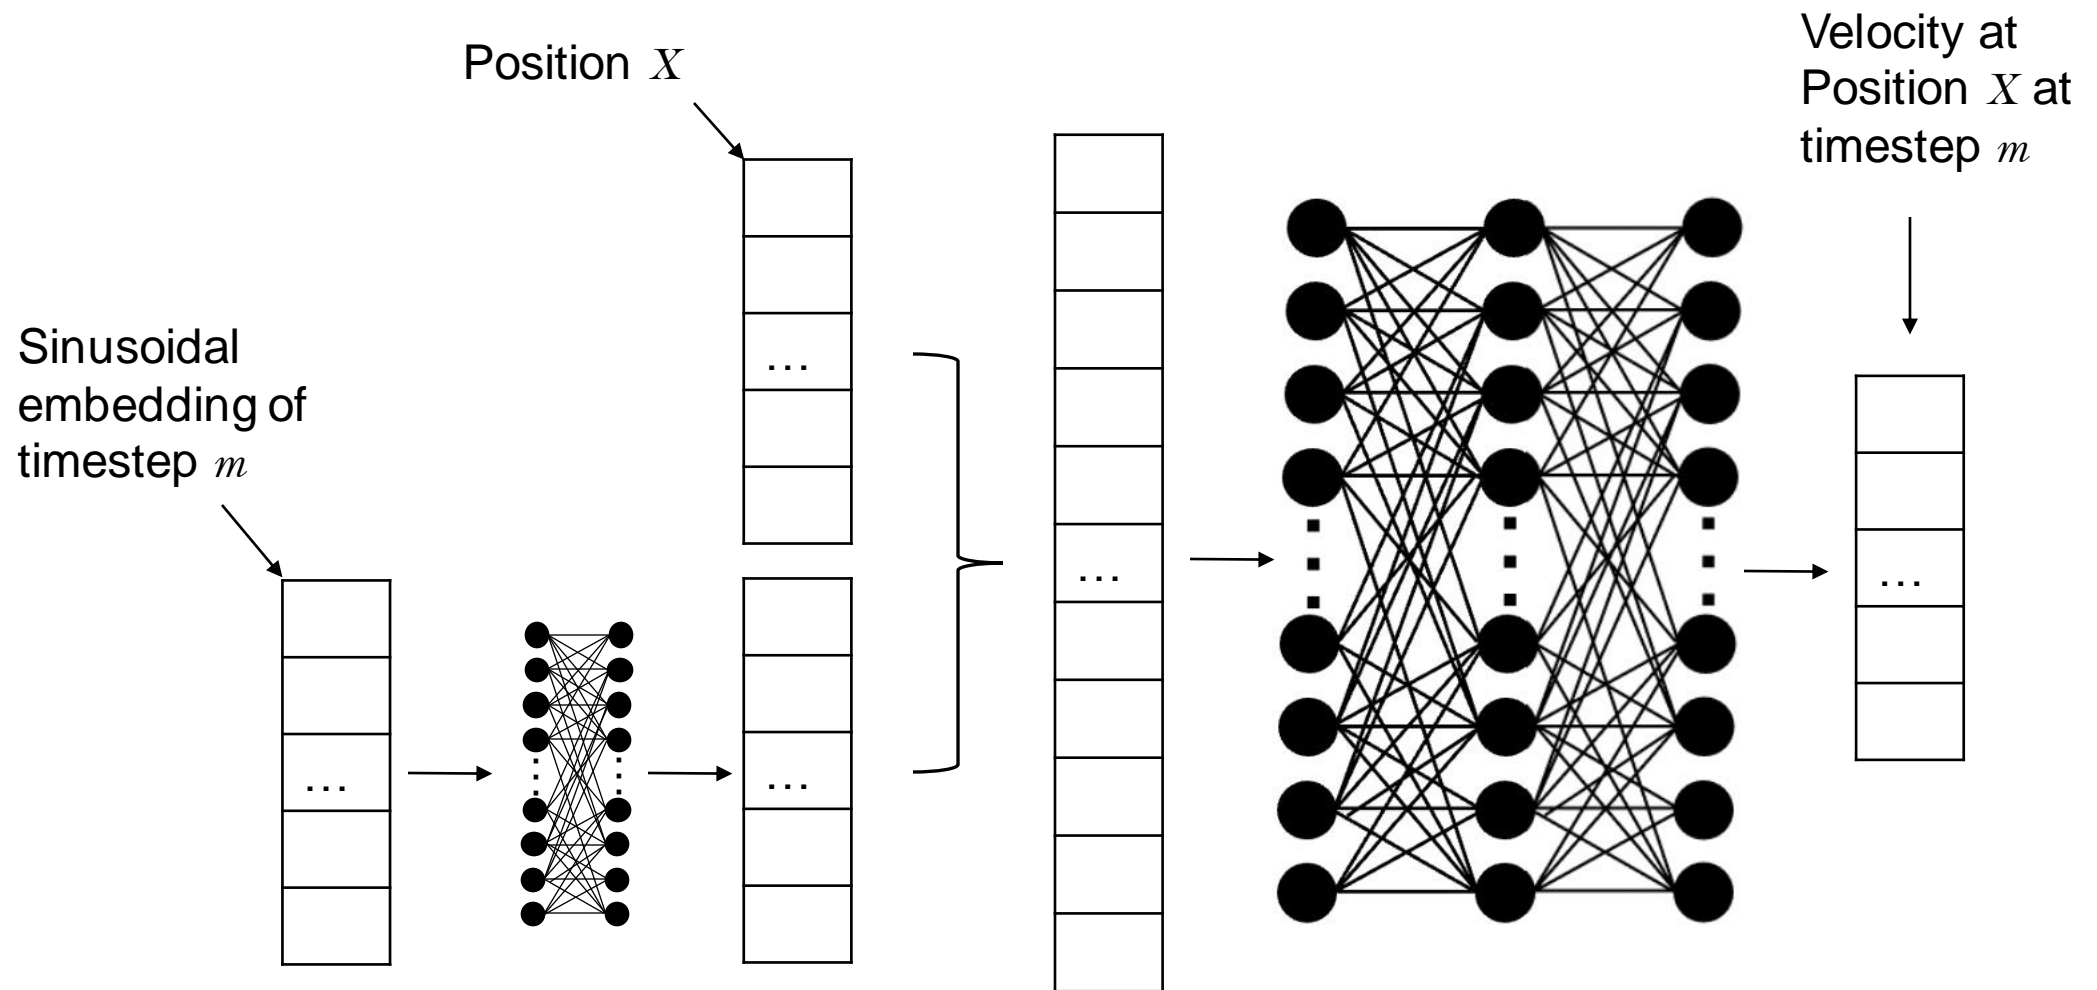 Position X
Velocity at
Position X at
timestep m
Sinusoidal
embedding of
timestep m
...
...
...
...
...